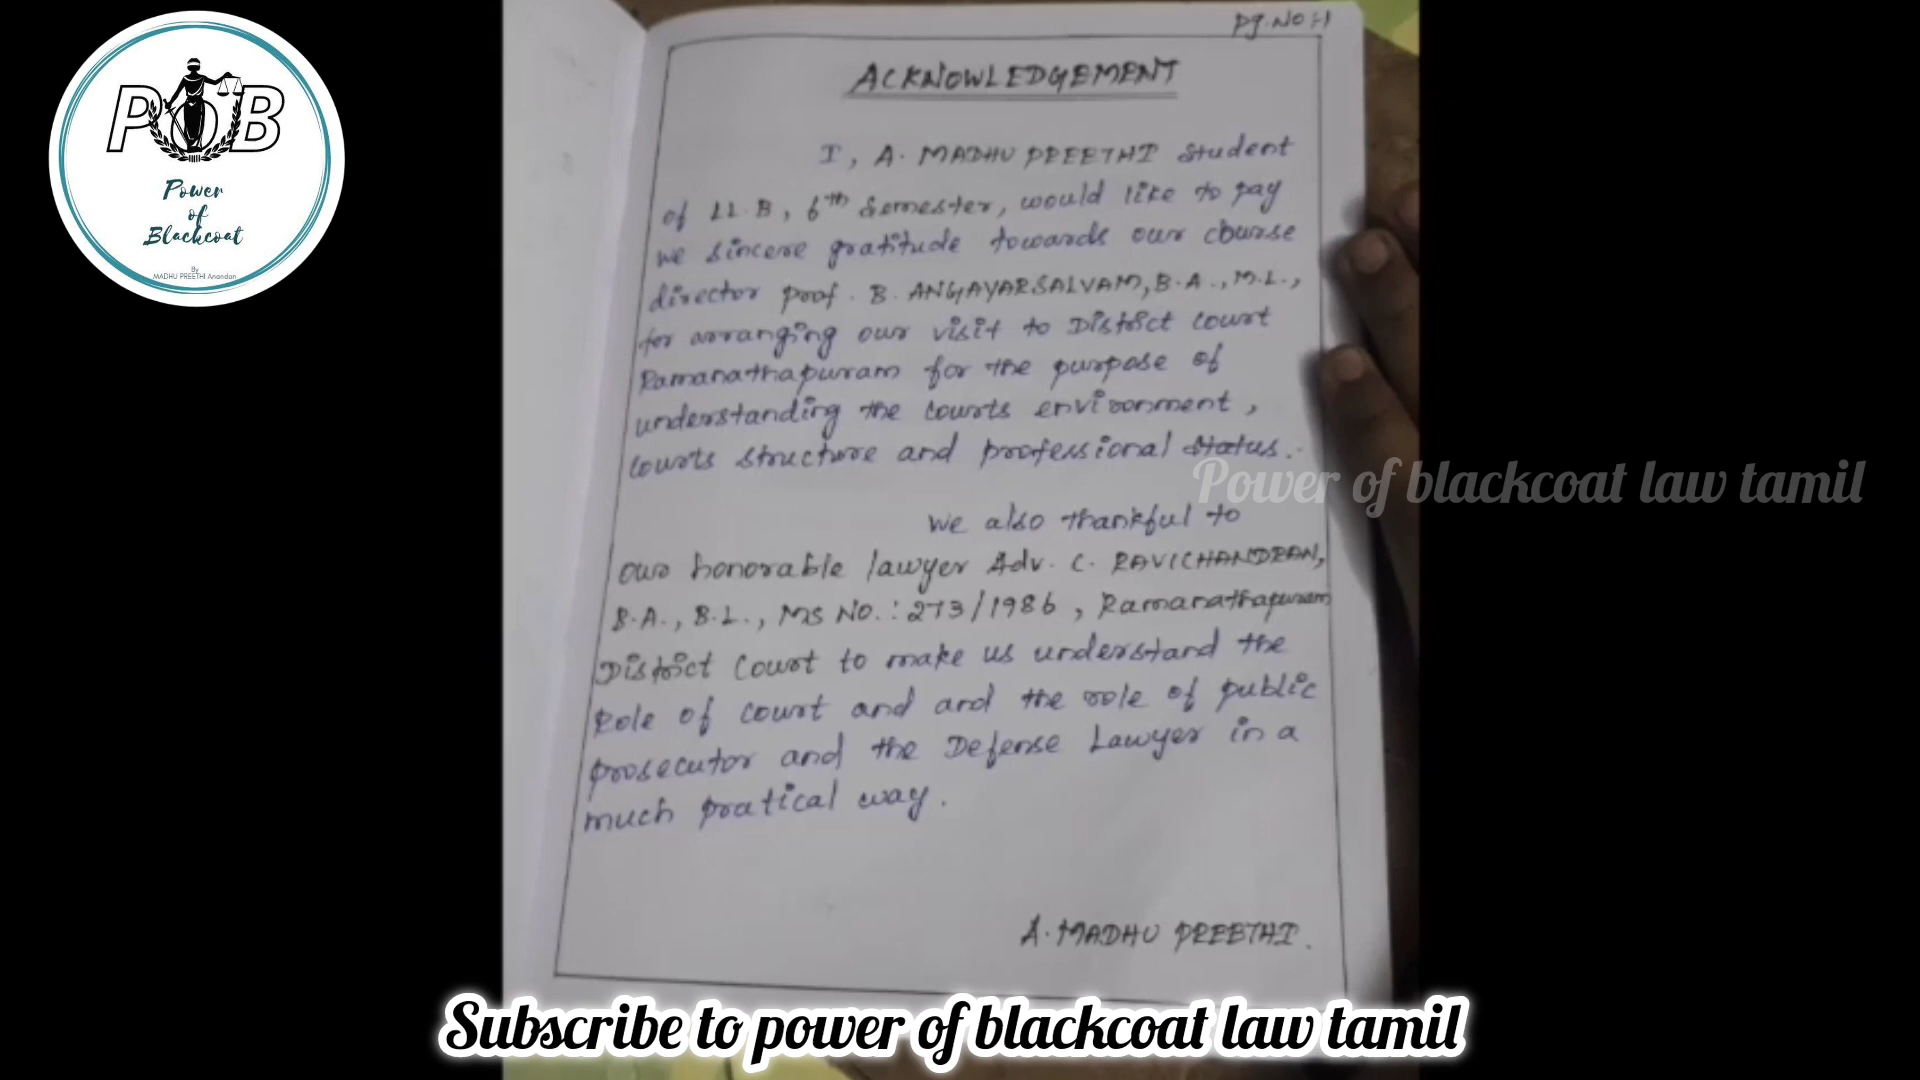 POB
Power
of
Blackcoat
By
MADHU PREETHI Anandan
Pg.No:-1
ACKNOWLEDGEMENT
I, A. MADHU PREETHI student
of LL.B, 6th Semester, would like to pay
we sincere gratitude towards our course
director prof. B. ANGAYARSALVAM, B.A., M.L.,
for arranging our visit to District court
Ramanathapuram for the purpose of
understanding the courts environment,
courts structure and professional status.
Power of blackcoat law tamil
We also thankful to
our honorable lawyer Adv. C. RAVICHANDRAN,
B.A., B.L., MS NO.: 273/1986, Ramanathapuram
District Court to make us understand the
Role of court and and the role of public
prosecutor and the Defense Lawyer in a
much pratical way.
A. MADHU PREETHI.
Subscribe to power of blackcoat law tamil